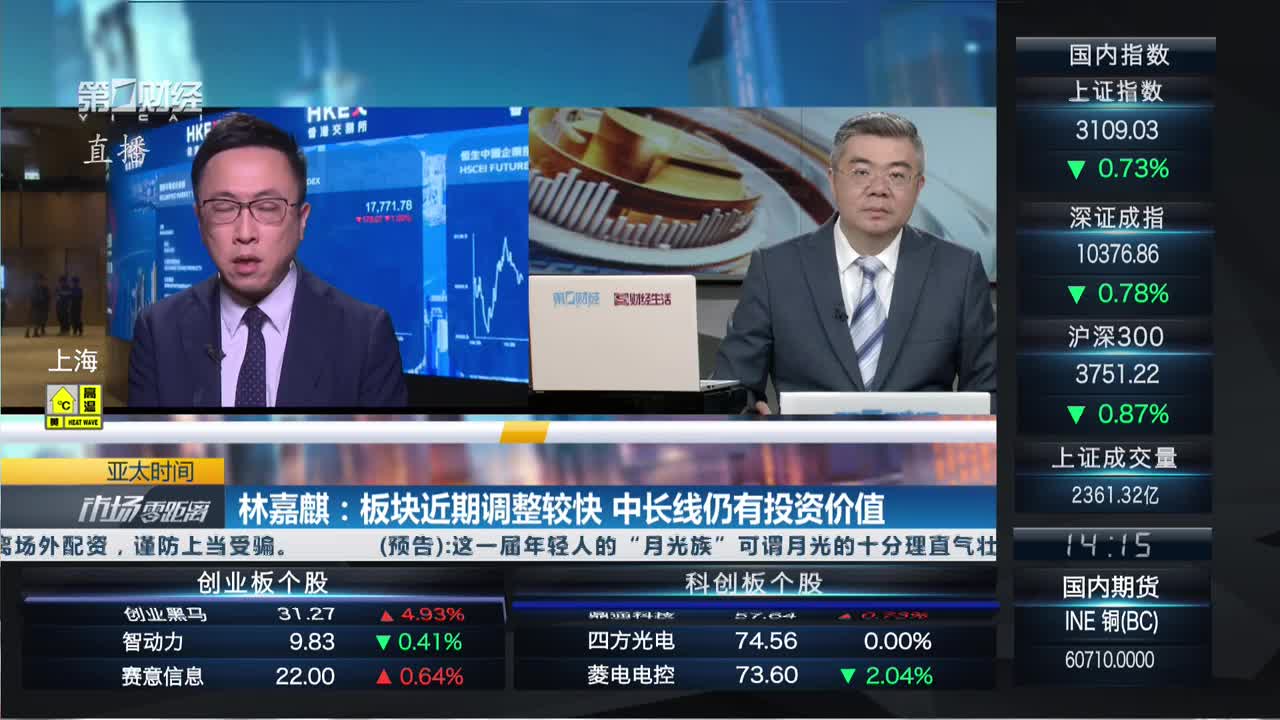 第一财经
YICAI
直播
HKEX
香港交易所
HKE
17,771.78
恒生中國企業
HSCEI FUTURE
第一财经
财经生活
上海
℃
高温
黄
HEAT WAVE
亚太时间
市场零距离
林嘉麒：板块近期调整较快 中长线仍有投资价值
离场外配资，谨防上当受骗。 (预告):这一届年轻人的“月光族”可谓月光的十分理直气壮
创业板个股
创业黑马 31.27 ▲ 4.93%
智动力 9.83 ▼ 0.41%
赛意信息 22.00 ▲ 0.64%
科创板个股
四方光电 74.56 0.00%
菱电电控 73.60 ▼ 2.04%
国内指数
上证指数
3109.03
▼ 0.73%
深证成指
10376.86
▼ 0.78%
沪深300
3751.22
▼ 0.87%
上证成交量
2361.32亿
14:15
国内期货
INE 铜(BC)
60710.0000